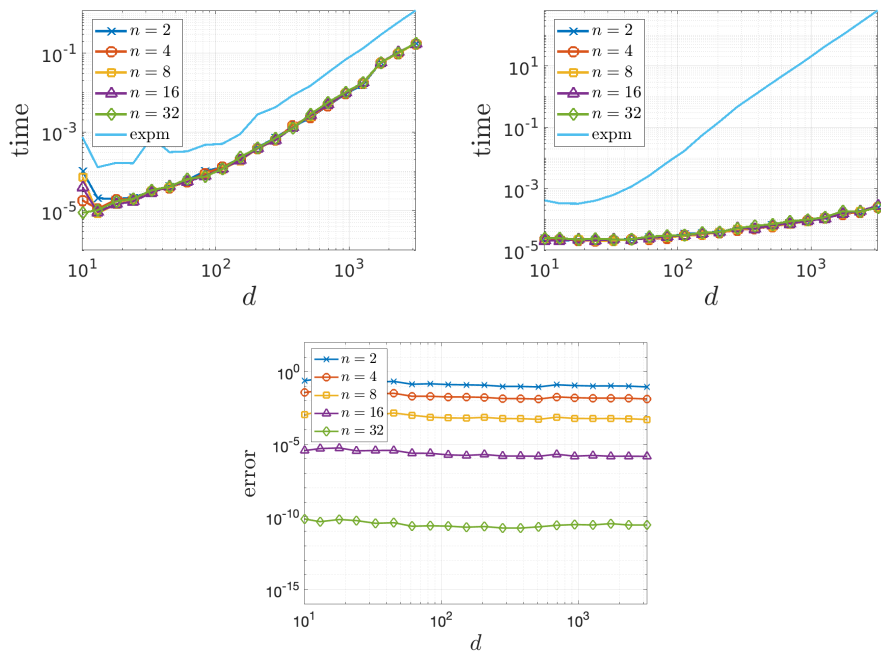 time
10^-1
10^-3
10^-5
n = 2
n = 4
n = 8
n = 16
n = 32
expm
10^1
10^2
10^3
d
time
10^1
10^-1
10^-3
10^-5
n = 2
n = 4
n = 8
n = 16
n = 32
expm
10^1
10^2
10^3
d
error
10^0
10^-5
10^-10
10^-15
n = 2
n = 4
n = 8
n = 16
n = 32
10^1
10^2
10^3
d